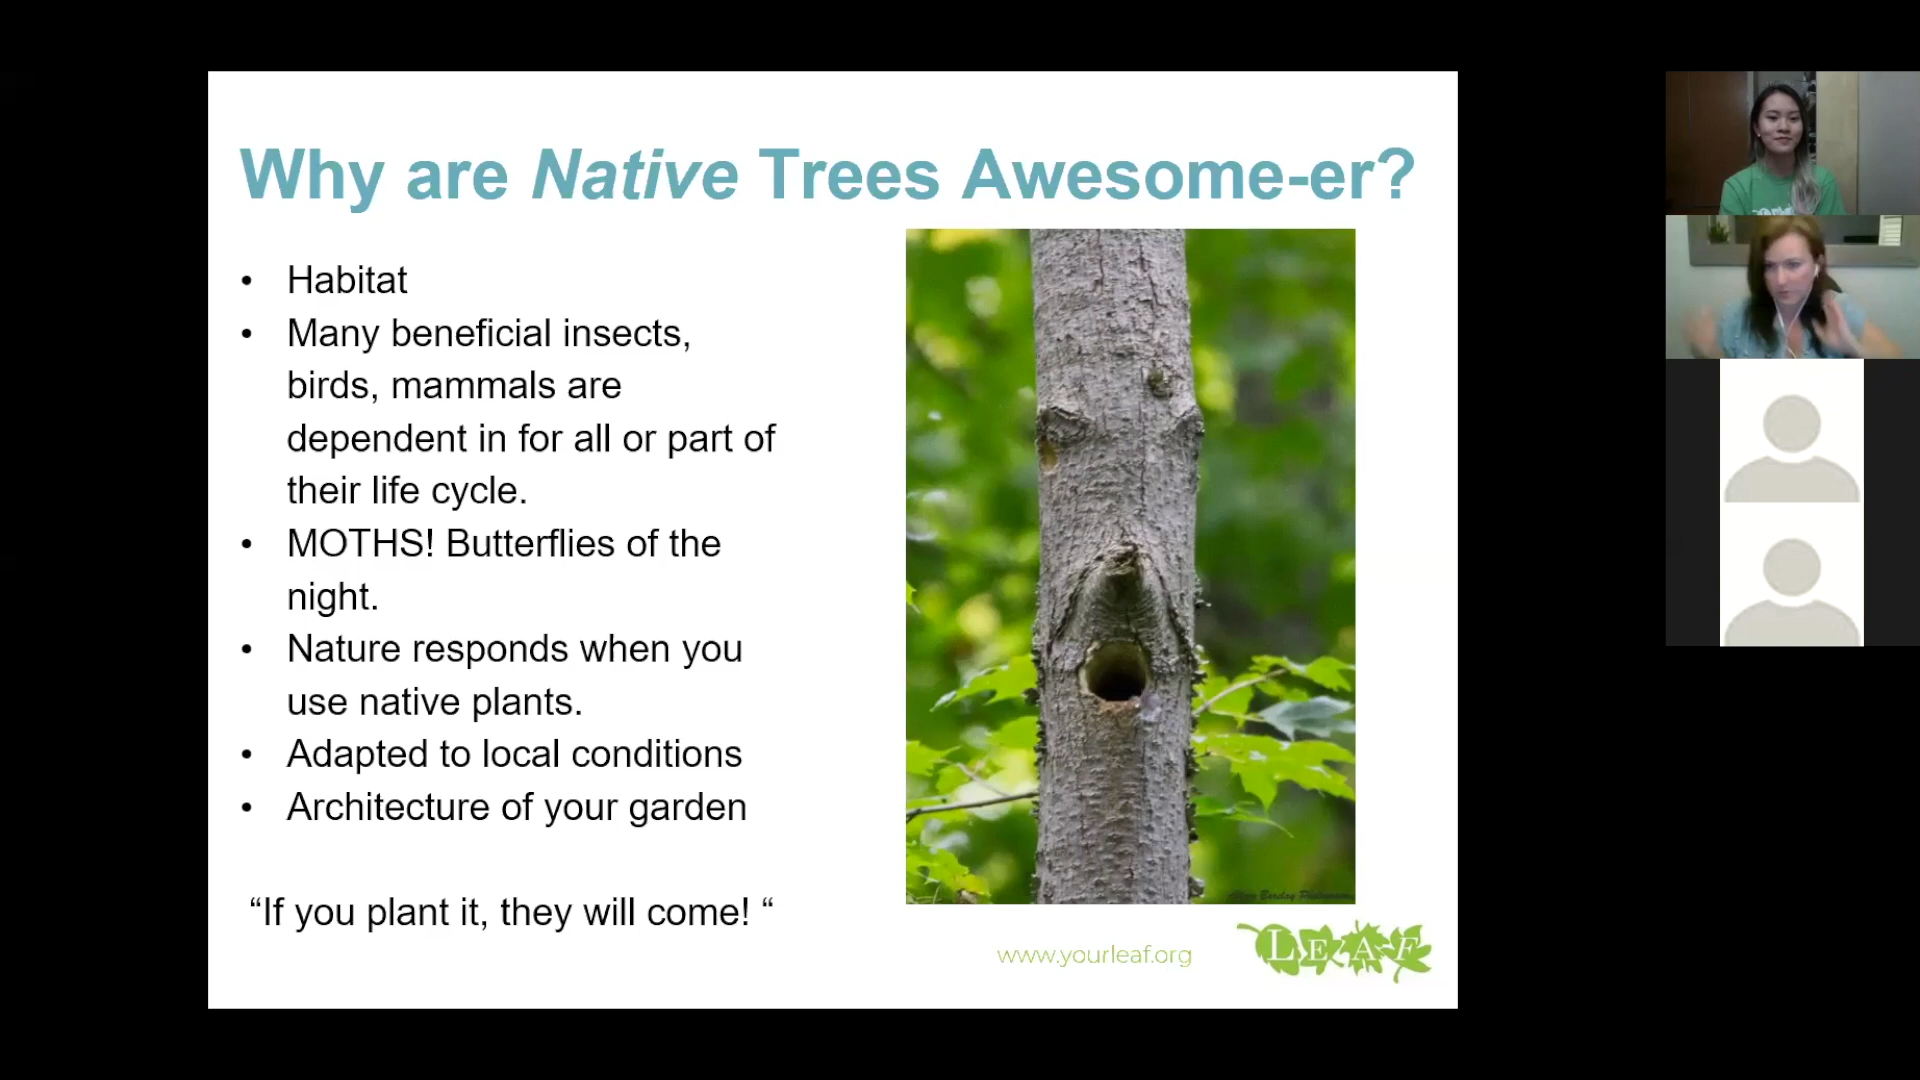 Why are Native Trees Awesome-er?
• Habitat
• Many beneficial insects,
birds, mammals are
dependent in for all or part of
their life cycle.
• MOTHS! Butterflies of the
night.
• Nature responds when you
use native plants.
• Adapted to local conditions
• Architecture of your garden
“If you plant it, they will come! “
www.yourleaf.org
LEAF